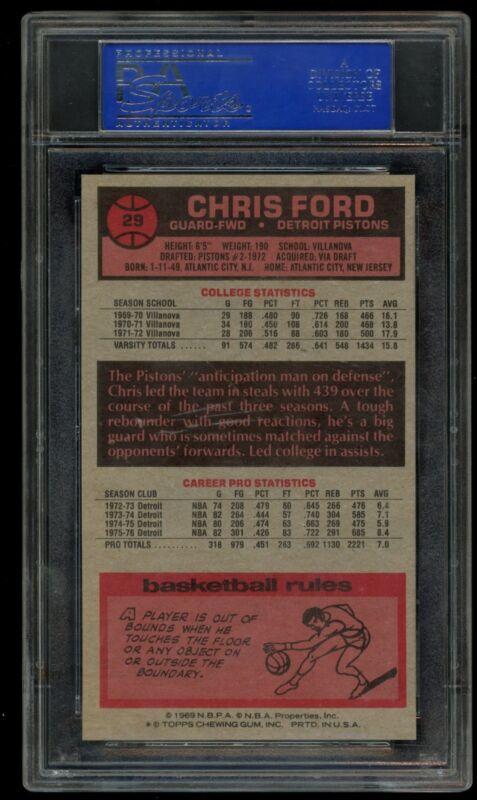 PROFESSIONAL
PSA
Sports
AUTHENTICATION
A
DIVISION OF
29
CHRIS FORD
GUARD-FWD • DETROIT PISTONS
HEIGHT: 6'5" WEIGHT: 190 SCHOOL: VILLANOVA
DRAFTED: PISTONS #2-1972 ACQUIRED: VIA DRAFT
BORN: 1-11-49, ATLANTIC CITY, N.J. HOME: ATLANTIC CITY, NEW JERSEY
COLLEGE STATISTICS
SEASON SCHOOL G FG PCT FT PCT REB PTS AVG
1969-70 Villanova 29 188 .480 90 .726 168 466 16.1
1970-71 Villanova 34 180 .450 108 .614 200 468 13.8
1971-72 Villanova 28 206 .516 68 .603 180 500 17.9
VARSITY TOTALS ...... 91 574 .482 266 .641 548 1434 15.8
The Pistons' "anticipation man on defense",
Chris led the team in steals with 439 over the
course of the past three seasons. A tough
rebounder with good reactions, he's a big
guard who is sometimes matched against the
opponents' forwards. Led college in assists.
CAREER PRO STATISTICS
SEASON CLUB G FG PCT FT PCT REB PTS AVG
1972-73 Detroit NBA 74 208 .479 60 .645 266 476 6.4
1973-74 Detroit NBA 82 264 .444 57 .740 304 585 7.1
1974-75 Detroit NBA 80 206 .474 63 .663 269 475 5.9
1975-76 Detroit NBA 82 301 .426 83 .707 291 685 8.4
PRO TOTALS ......... 318 979 .451 263 .692 1130 2221 7.0
basketball rules
A PLAYER IS OUT OF
BOUNDS WHEN HE
TOUCHES THE FLOOR
OR ANY OBJECT ON
OR OUTSIDE THE
BOUNDARY.
© 1969 N.B.P.A. © N.B.A. Properties, Inc.
* © TOPPS CHEWING GUM, INC. PRTD. IN U.S.A.